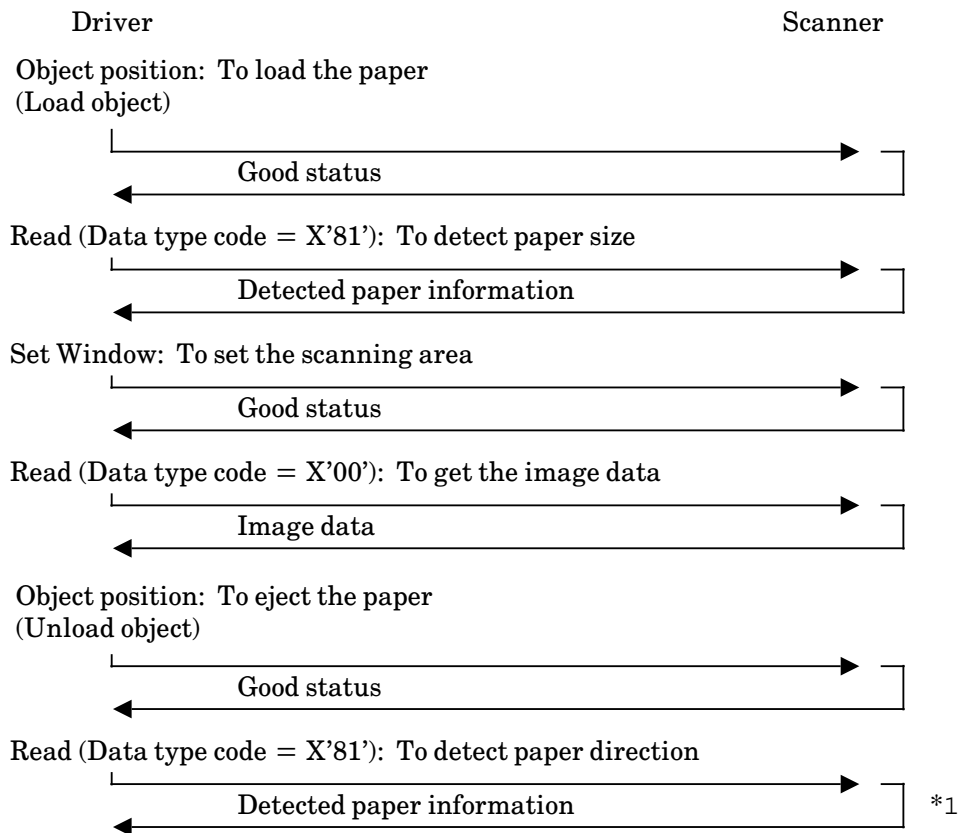 Driver Scanner
Object position: To load the paper
(Load object)
Good status
Read (Data type code = X’81’): To detect paper size
Detected paper information
Set Window: To set the scanning area
Good status
Read (Data type code = X’00’): To get the image data
Image data
Object position: To eject the paper
(Unload object)
Good status
Read (Data type code = X’81’): To detect paper direction
Detected paper information *1